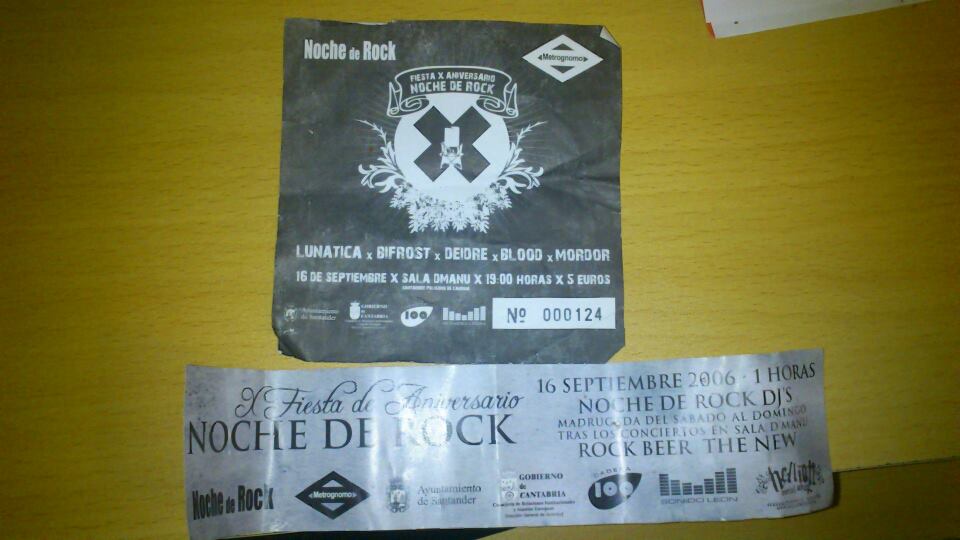 Noche de Rock
Metrognomo
FIESTA X ANIVERSARIO
NOCHE DE ROCK
LUNATICA x BIFROST x DEIDRE x BLOOD x MORDOR
16 DE SEPTIEMBRE X SALA DMANU X 19:00 HORAS X 5 EUROS
Ayuntamiento
de Santander
GOBIERNO
de
CANTABRIA
100
Nº 000124
X Fiesta de Aniversario
NOCHE DE ROCK
16 SEPTIEMBRE 2006 - 1 HORAS
NOCHE DE ROCK DJ'S
MADRUGADA DEL SABADO AL DOMINGO
TRAS LOS CONCIERTOS EN SALA D'MANU
ROCK BEER THE NEW
Noche de Rock
Metrognomo
Ayuntamiento
de Santander
GOBIERNO
de
CANTABRIA
CADENA
100
SONIDO LEON